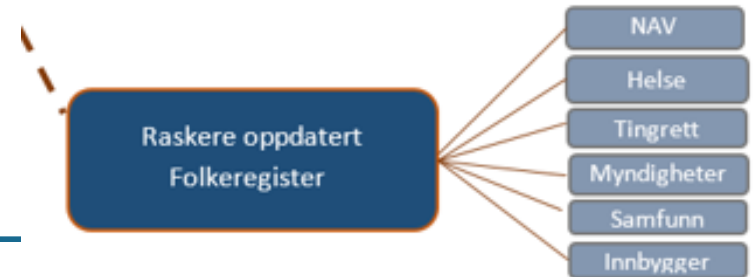 Raskere oppdatert
Folkeregister
NAV
Helse
Tingrett
Myndigheter
Samfunn
Innbygger